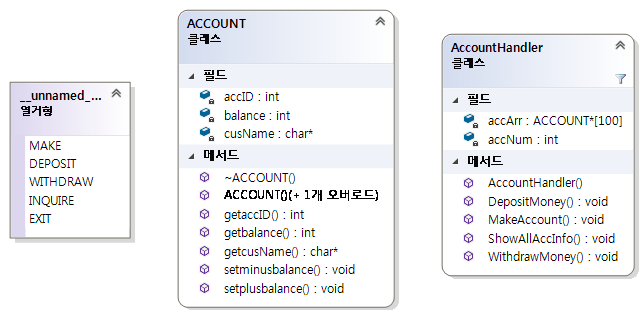 __unnamed_...
열거형
MAKE
DEPOSIT
WITHDRAW
INQUIRE
EXIT
ACCOUNT
클래스
필드
accID : int
balance : int
cusName : char*
메서드
~ACCOUNT()
ACCOUNT()(+ 1개 오버로드)
getaccID() : int
getbalance() : int
getcusName() : char*
setminusbalance() : void
setplusbalance() : void
AccountHandler
클래스
필드
accArr : ACCOUNT*[100]
accNum : int
메서드
AccountHandler()
DepositMoney() : void
MakeAccount() : void
ShowAllAccInfo() : void
WithdrawMoney() : void